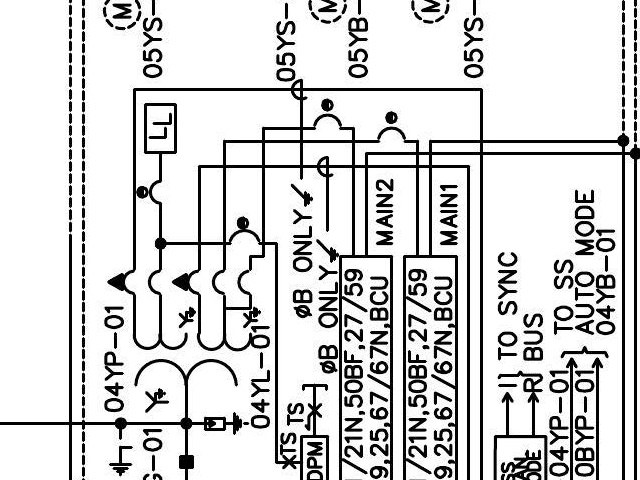 M
05YS-
05YS-
M
05YB-
M
05YS-
LL
MAIN2
MAIN1
øB ONLY
øB ONLY
04YP-01
04YL-01
-01
XTS
TS
DPM
/21N,50BF,27/59
9,25,67/67N,BCU
/21N,50BF,27/59
9,25,67/67N,BCU
TO SYNC
BUS
TO SS
AUTO MODE
04YB-01
04YP-01
0BYP-01